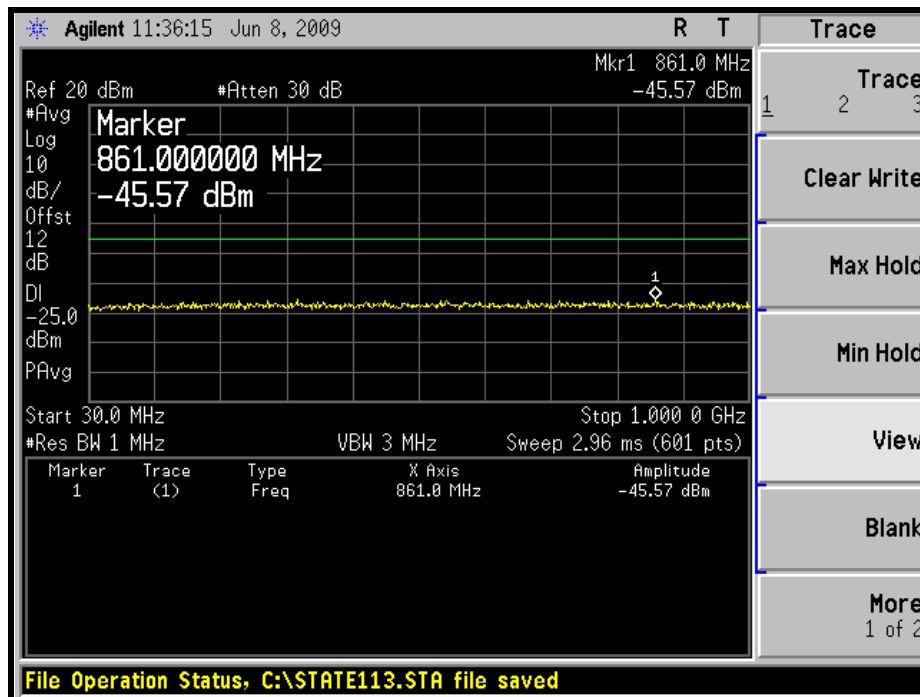 Agilent 11:36:15 Jun 8, 2009 R T
Trace
Mkr1 861.0 MHz
Ref 20 dBm #Atten 30 dB -45.57 dBm
#Avg
Log
10
dB/
Offst
12
dB
DI
-25.0
dBm
PAvg
Marker
861.000000 MHz
-45.57 dBm
1
Start 30.0 MHz Stop 1.000 0 GHz
#Res BW 1 MHz VBW 3 MHz Sweep 2.96 ms (601 pts)
Marker Trace Type X Axis Amplitude
1 (1) Freq 861.0 MHz -45.57 dBm
Trace
1 2 3
Clear Write
Max Hold
Min Hold
View
Blank
More
1 of 2
File Operation Status, C:\STATE113.STA file saved